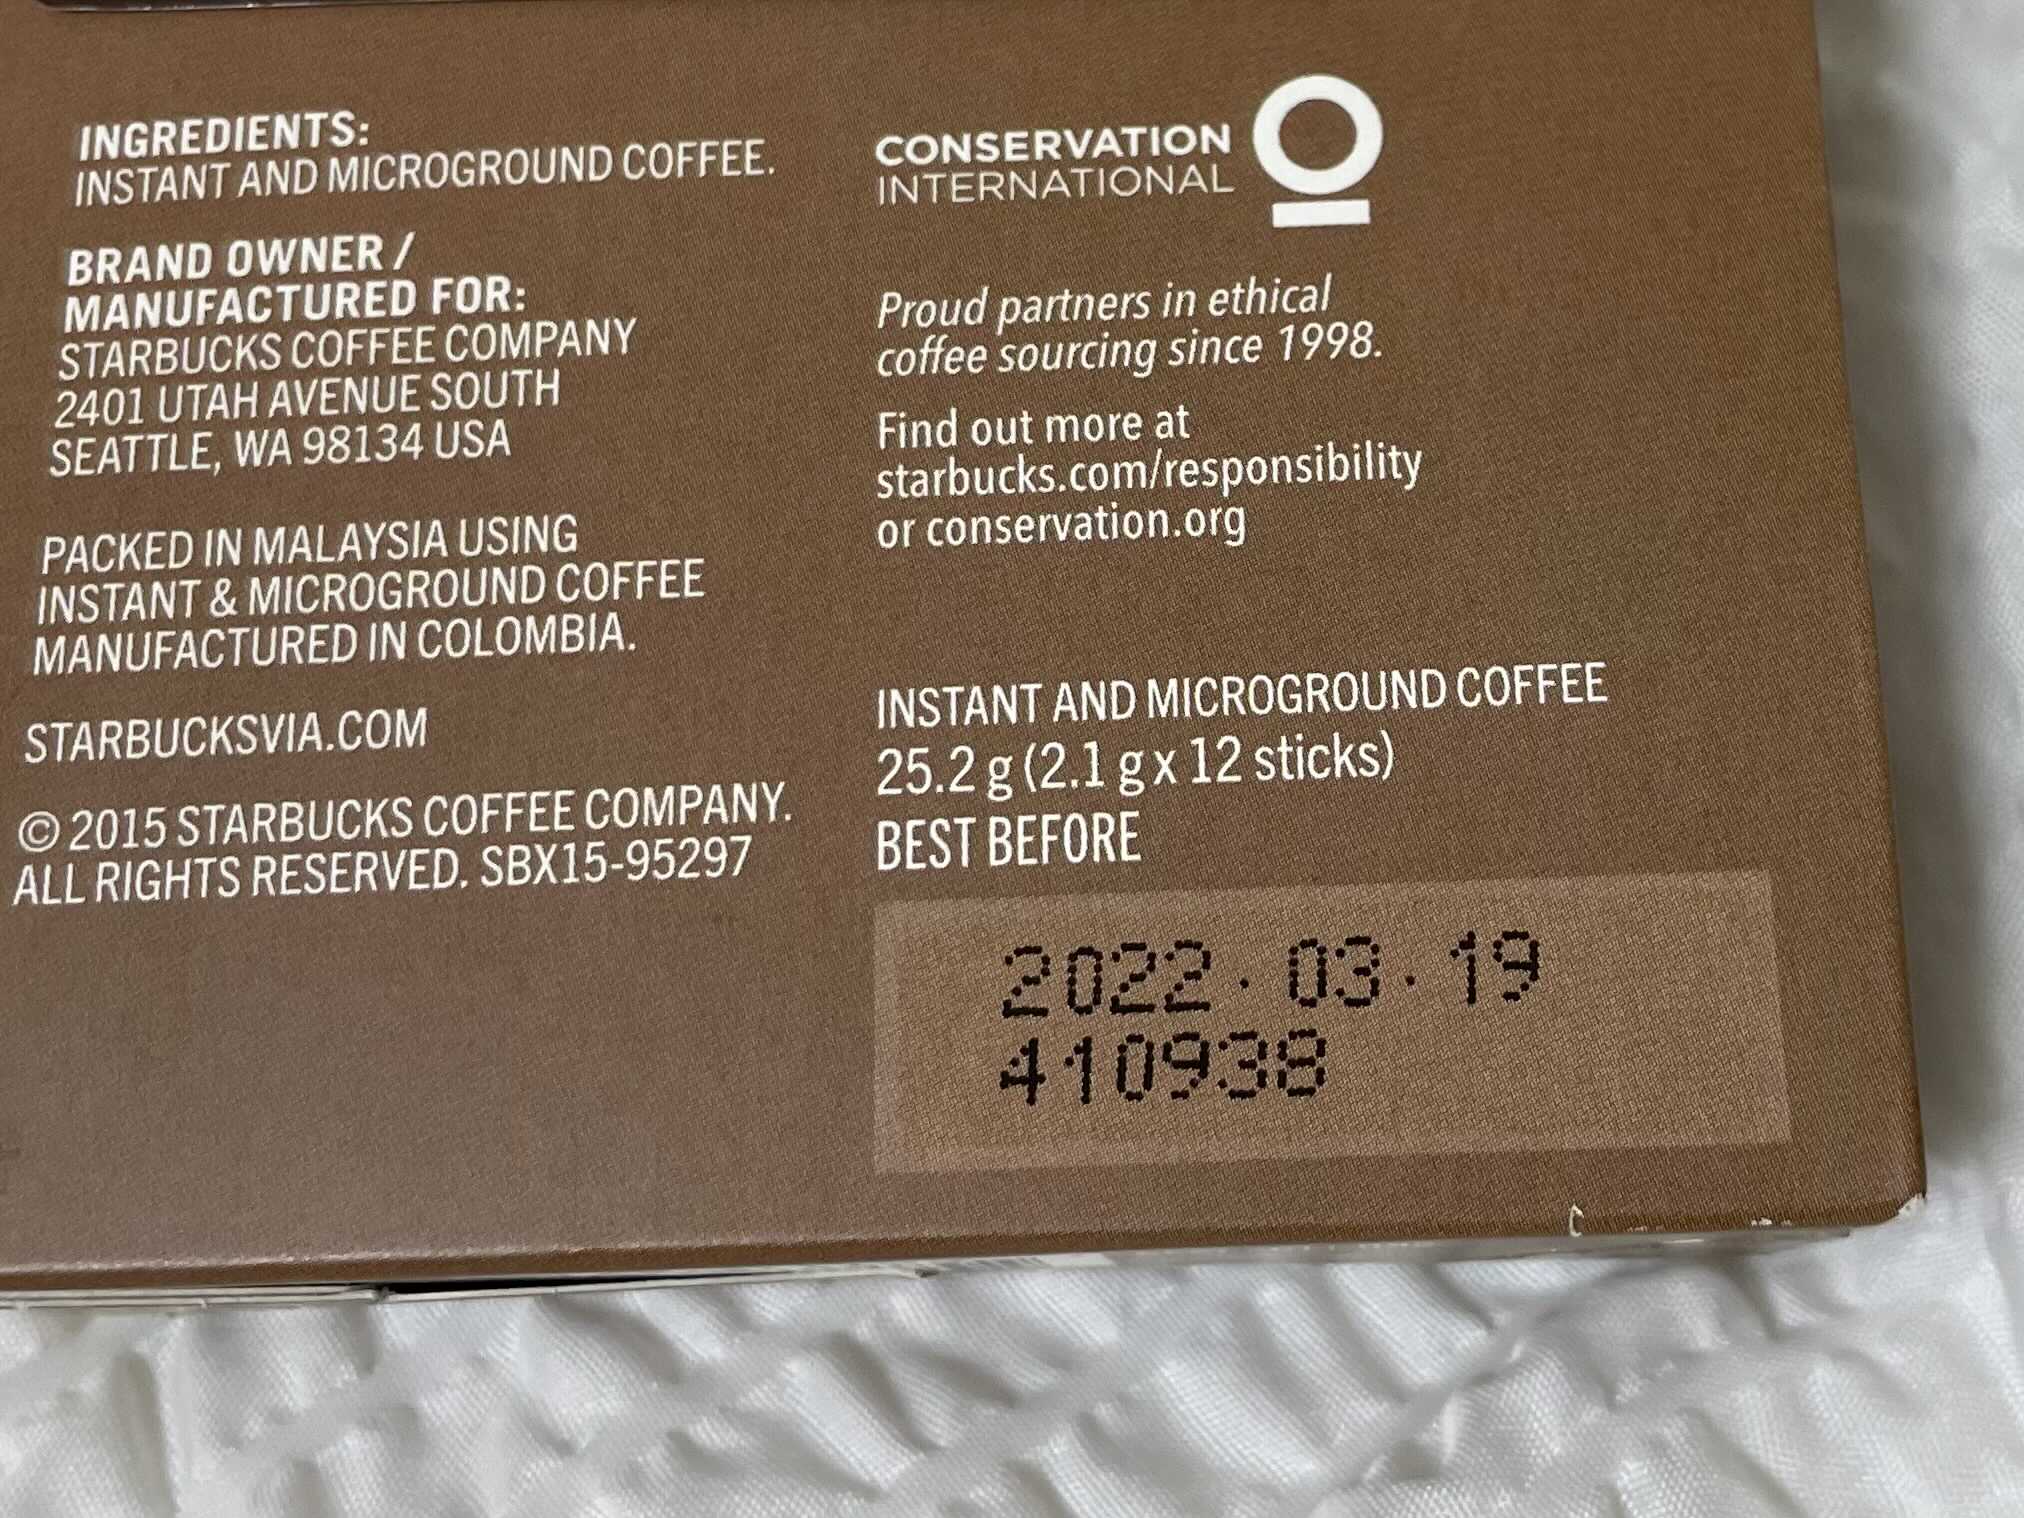 INGREDIENTS:
INSTANT AND MICROGROUND COFFEE.
BRAND OWNER /
MANUFACTURED FOR:
STARBUCKS COFFEE COMPANY
2401 UTAH AVENUE SOUTH
SEATTLE, WA 98134 USA
PACKED IN MALAYSIA USING
INSTANT & MICROGROUND COFFEE
MANUFACTURED IN COLOMBIA.
STARBUCKSVIA.COM
© 2015 STARBUCKS COFFEE COMPANY.
ALL RIGHTS RESERVED. SBX15-95297
CONSERVATION
INTERNATIONAL
Proud partners in ethical
coffee sourcing since 1998.
Find out more at
starbucks.com/responsibility
or conservation.org
INSTANT AND MICROGROUND COFFEE
25.2 g (2.1 g x 12 sticks)
BEST BEFORE
2022.03.19
410938